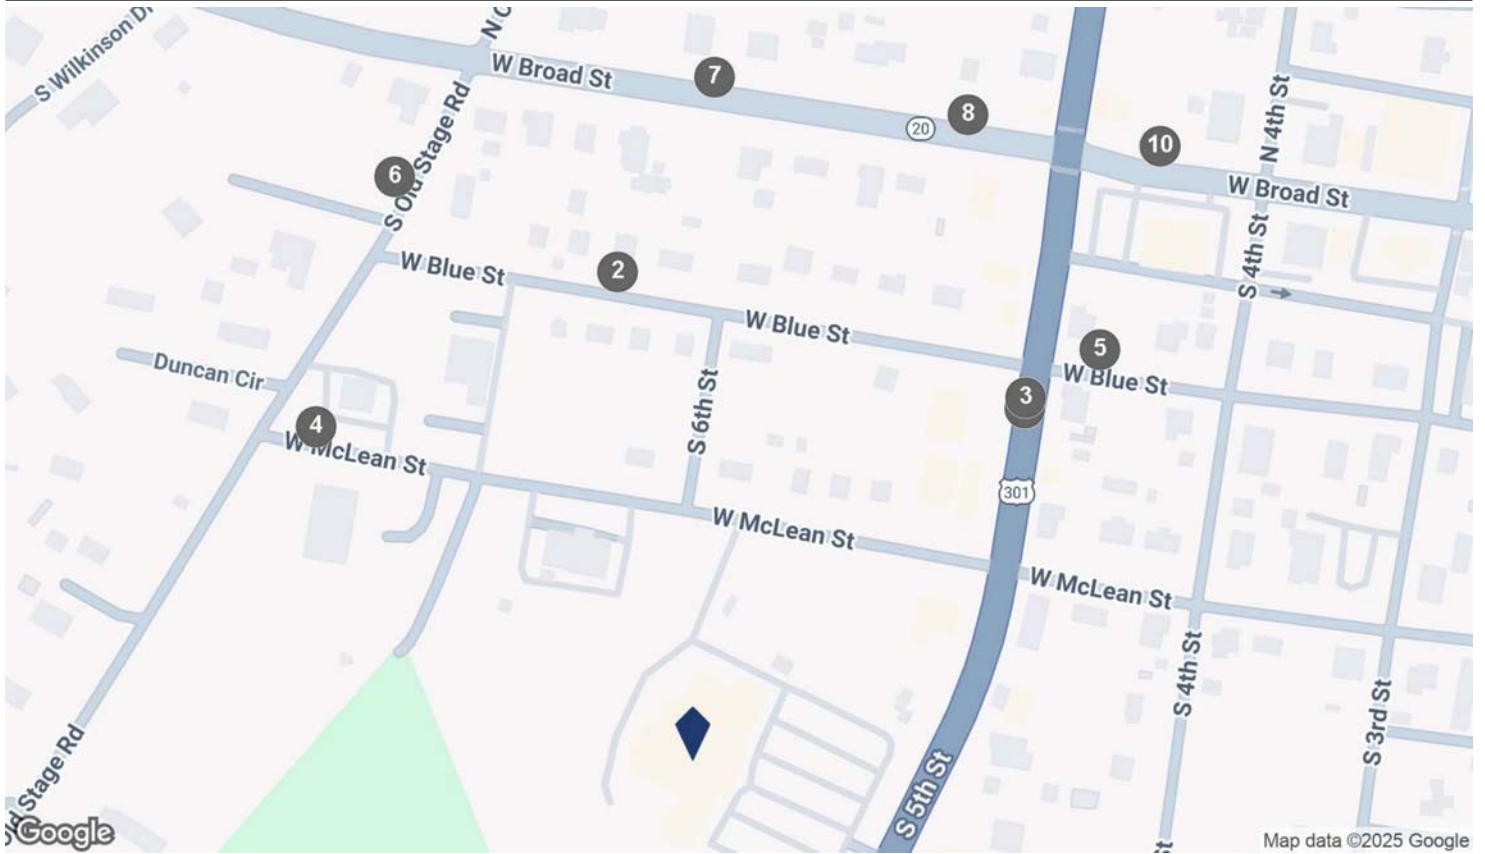 S Wilkinson Dr
N O
W Broad St
7
8
20
10
N 4th St
W Broad St
6
S Old Stage Rd
S 4th St
W Blue St
2
W Blue St
5
W Blue St
Duncan Cir
3
4
W McLean St
S 6th St
301
W McLean St
W McLean St
S 4th St
S 3rd St
Old Stage Rd
S 5th St
St
Google
Map data ©2025 Google